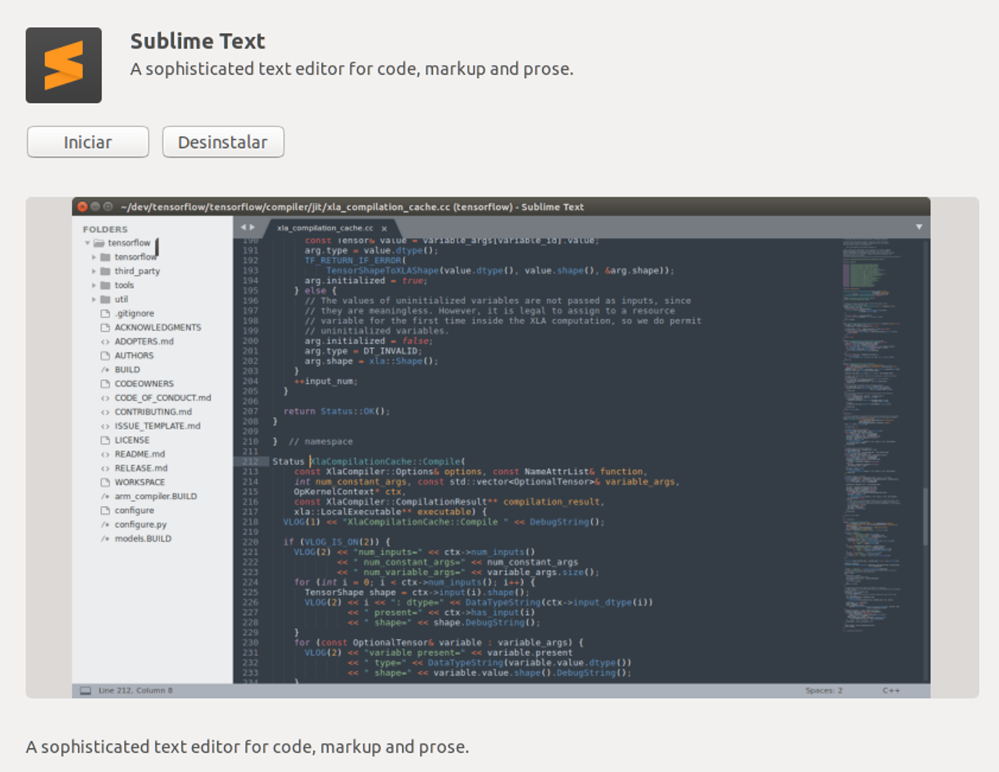 Sublime Text
A sophisticated text editor for code, markup and prose.
Iniciar
Desinstalar
~/dev/tensorflow/tensorflow/compiler/jit/xla_compilation_cache.cc (tensorflow) - Sublime Text
FOLDERS
tensorflow
tensorflow
third_party
tools
util
.gitignore
ACKNOWLEDGMENTS
<> ADOPTERS.md
AUTHORS
/* BUILD
CODEOWNERS
<> CODE_OF_CONDUCT.md
<> CONTRIBUTING.md
<> ISSUE_TEMPLATE.md
LICENSE
<> README.md
<> RELEASE.md
WORKSPACE
/* arm_compiler.BUILD
configure
/* configure.py
/* models.BUILD
xla_compilation_cache.cc ×
190 const Tensor& value = variable_args[variable_id].value;
191 arg.type = value.dtype();
192 TF_RETURN_IF_ERROR(
193 TensorShapeToXLAShape(value.dtype(), value.shape(), &arg.shape));
194 arg.initialized = true;
195 } else {
196 // The values of uninitialized variables are not passed as inputs, since
197 // they are meaningless. However, it is legal to assign to a resource
198 // variable for the first time inside the XLA computation, so we do permit
199 // uninitialized variables.
200 arg.initialized = false;
201 arg.type = DT_INVALID;
202 arg.shape = xla::Shape();
203 }
204 ++input_num;
205 }
206
207 return Status::OK();
208 }
209
210 } // namespace
211
212 Status XlaCompilationCache::Compile(
213 const XlaCompiler::Options& options, const NameAttrList& function,
214 int num_constant_args, const std::vector<OptionalTensor>& variable_args,
215 OpKernelContext* ctx,
216 const XlaCompiler::CompilationResult** compilation_result,
217 xla::LocalExecutable** executable) {
218 VLOG(1) << "XlaCompilationCache::Compile " << DebugString();
219
220 if (VLOG_IS_ON(2)) {
221 VLOG(2) << "num_inputs=" << ctx->num_inputs()
222 << " num_constant_args=" << num_constant_args
223 << " num_variable_args=" << variable_args.size();
224 for (int i = 0; i < ctx->num_inputs(); i++) {
225 TensorShape shape = ctx->input(i).shape();
226 VLOG(2) << i << ": dtype=" << DataTypeString(ctx->input_dtype(i))
227 << " present=" << ctx->has_input(i)
228 << " shape=" << shape.DebugString();
229 }
230 for (const OptionalTensor& variable : variable_args) {
231 VLOG(2) << "variable present=" << variable.present
232 << " type=" << DataTypeString(variable.value.dtype())
233 << " shape=" << variable.value.shape().DebugString();
234 }
Line 212, Column 8
Spaces: 2
C++
A sophisticated text editor for code, markup and prose.